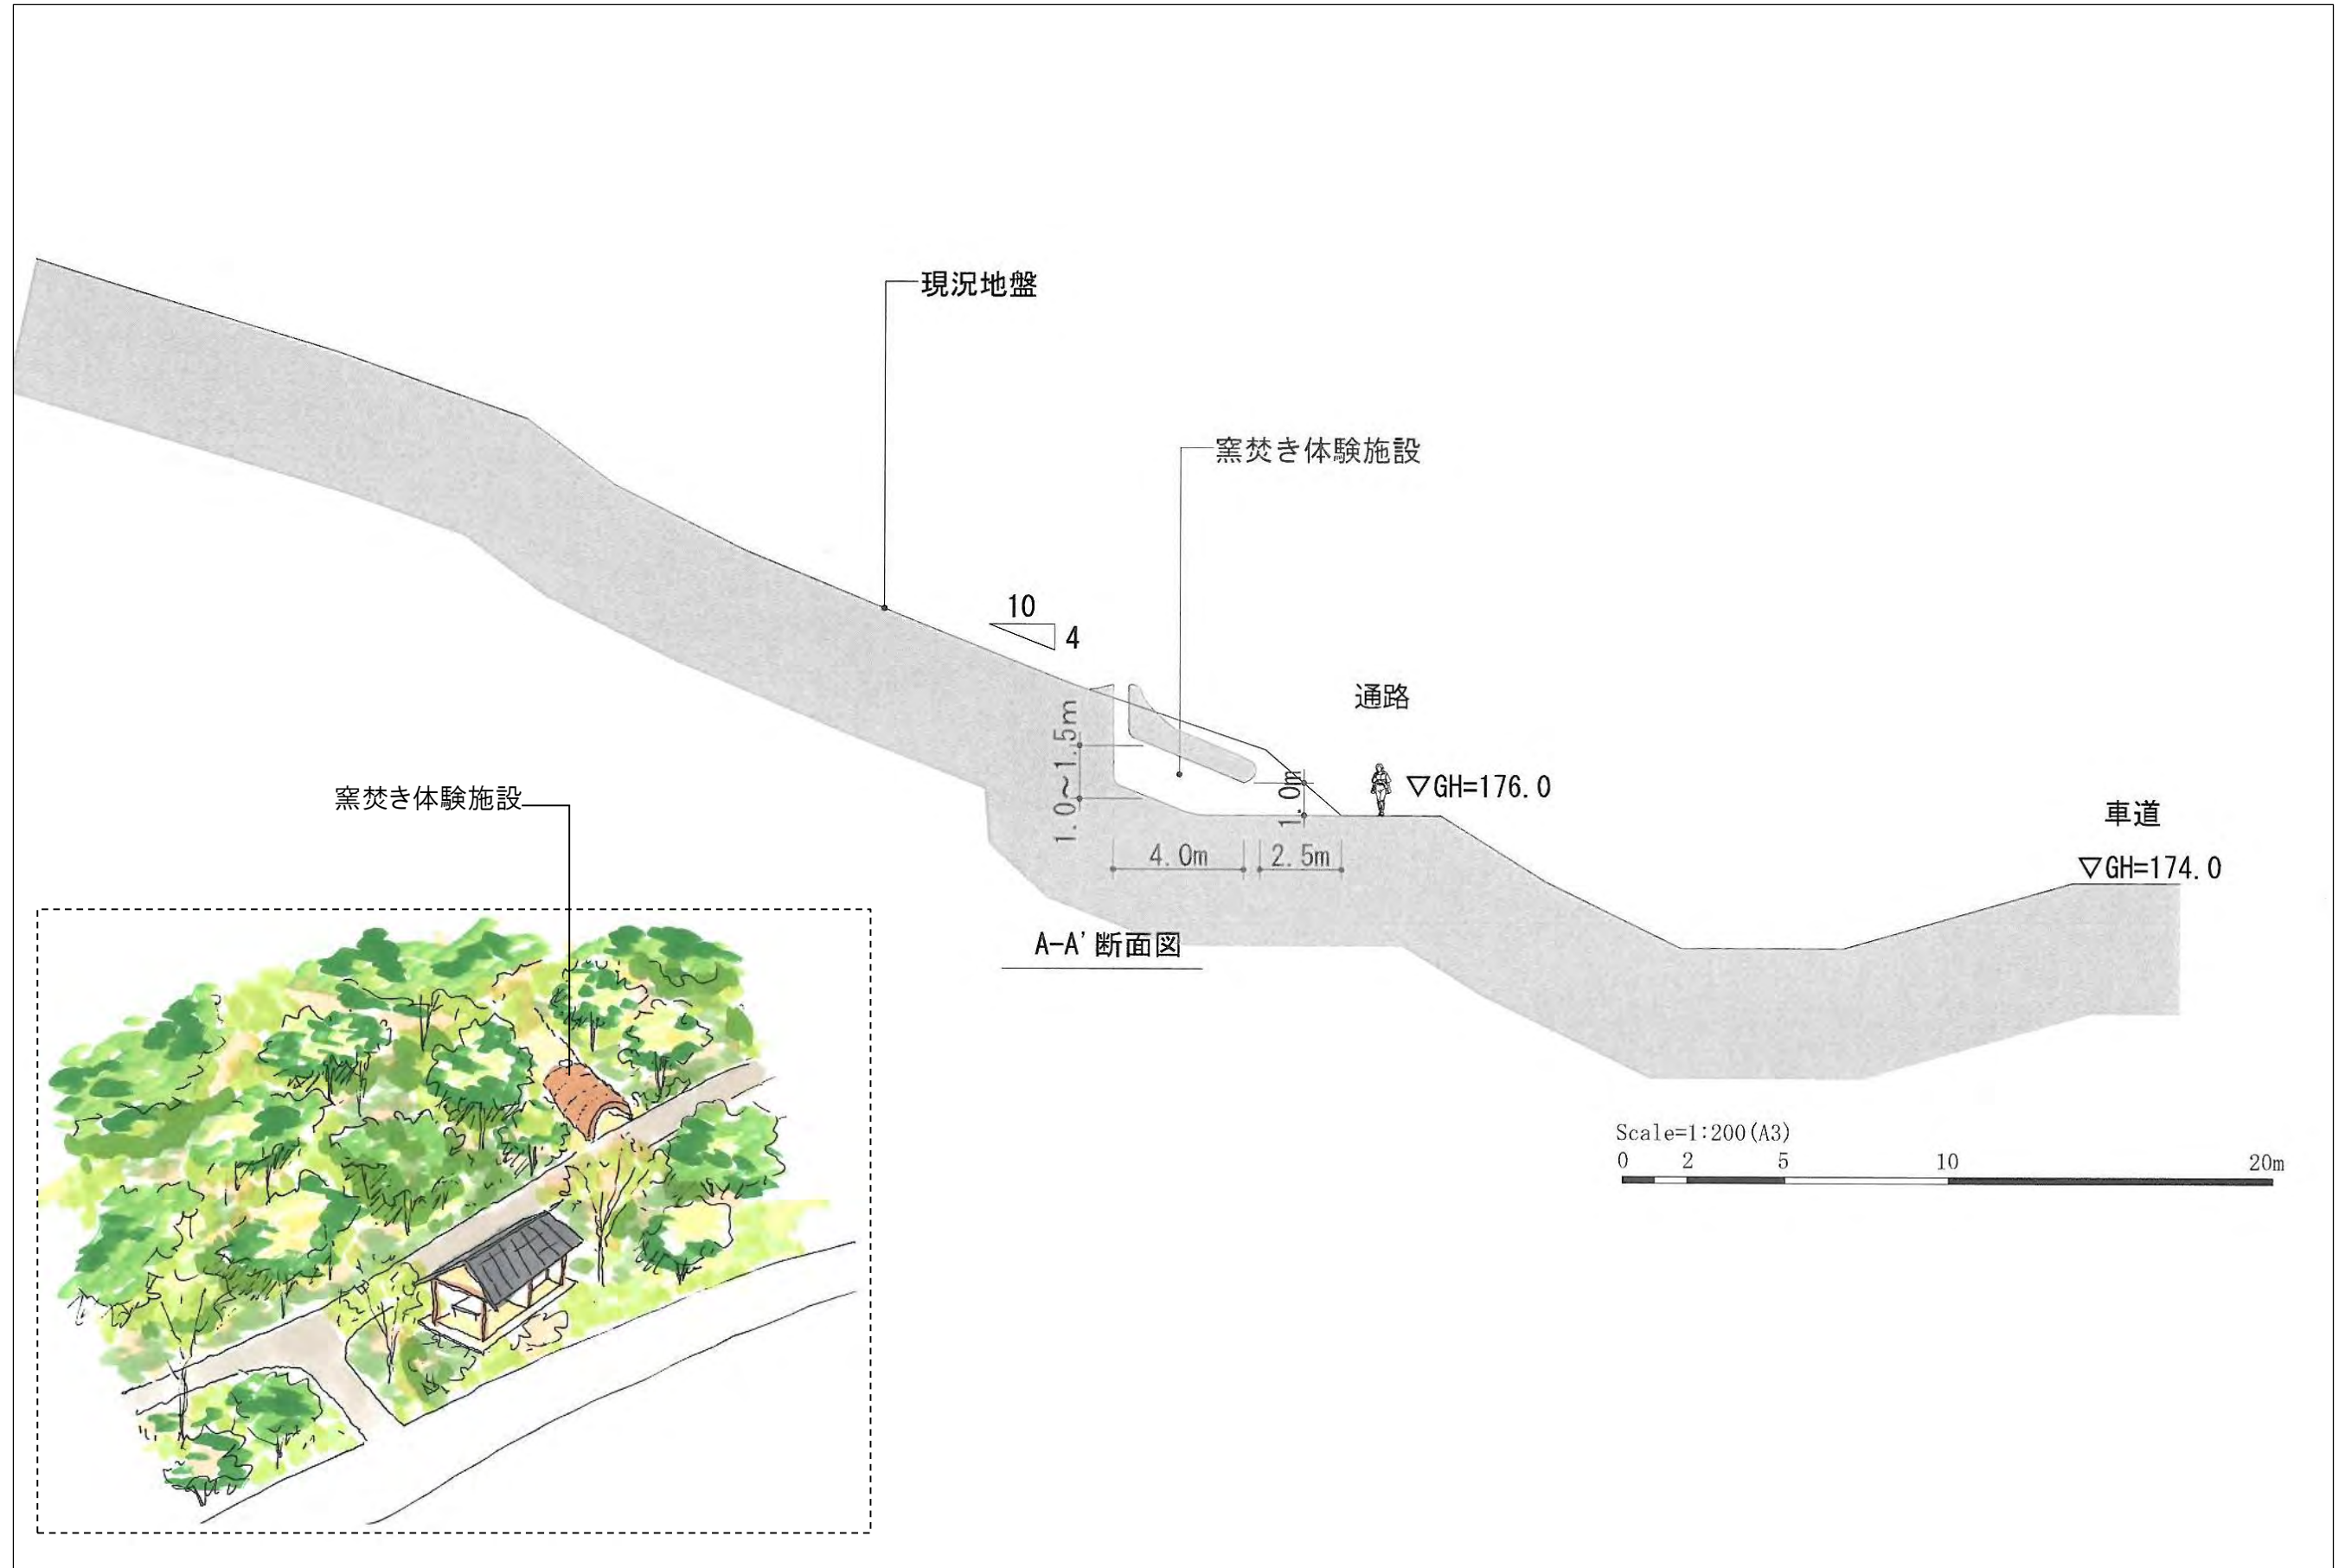 現況地盤
窯焚き体験施設
10
4
通路
1.0~1.5m
1.0m
▽GH=176.0
窯焚き体験施設
車道
4.0m
2.5m
▽GH=174.0
A-A' 断面図
Scale=1:200(A3)
0 2 5 10 20m